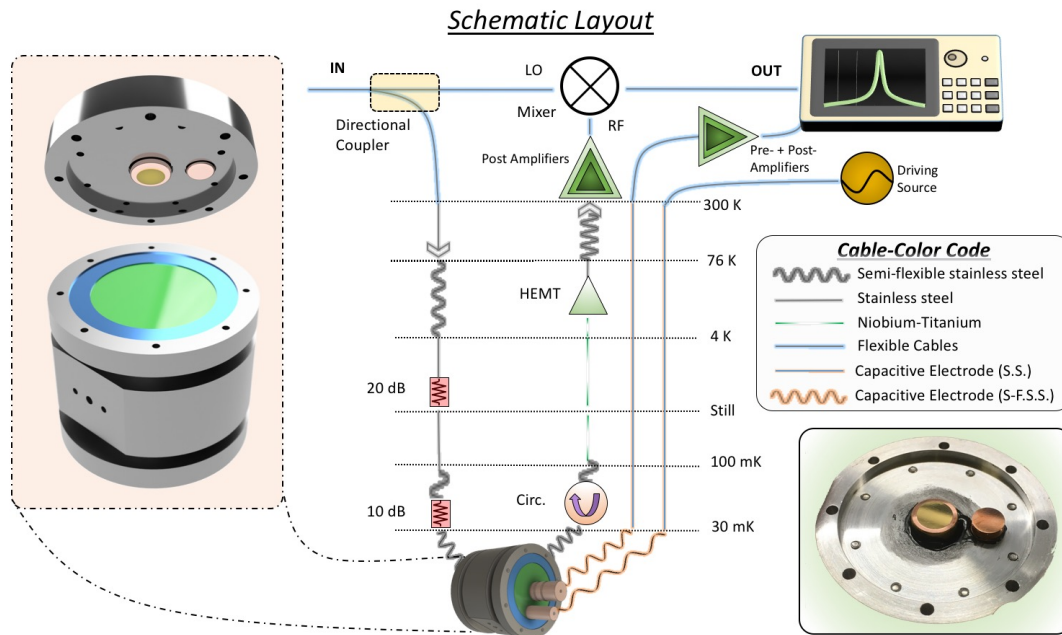 Schematic Layout
IN
LO
OUT
Mixer
RF
Directional
Coupler
Post Amplifiers
Pre- + Post-
Amplifiers
Driving
Source
300 K
76 K
HEMT
4 K
20 dB
Still
100 mK
10 dB
Circ.
30 mK
Cable-Color Code
Semi-flexible stainless steel
Stainless steel
Niobium-Titanium
Flexible Cables
Capacitive Electrode (S.S.)
Capacitive Electrode (S-F.S.S.)